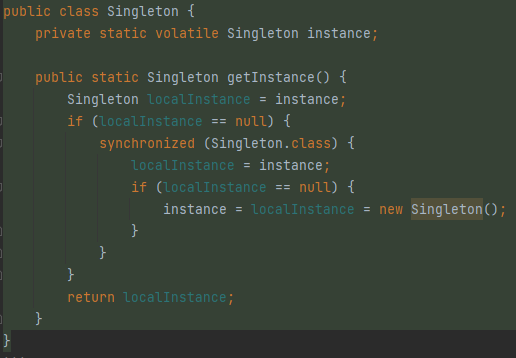 public class Singleton {
    private static volatile Singleton instance;

    public static Singleton getInstance() {
        Singleton localInstance = instance;
        if (localInstance == null) {
            synchronized (Singleton.class) {
                localInstance = instance;
                if (localInstance == null) {
                    instance = localInstance = new Singleton();
                }
            }
        }
        return localInstance;
    }
}